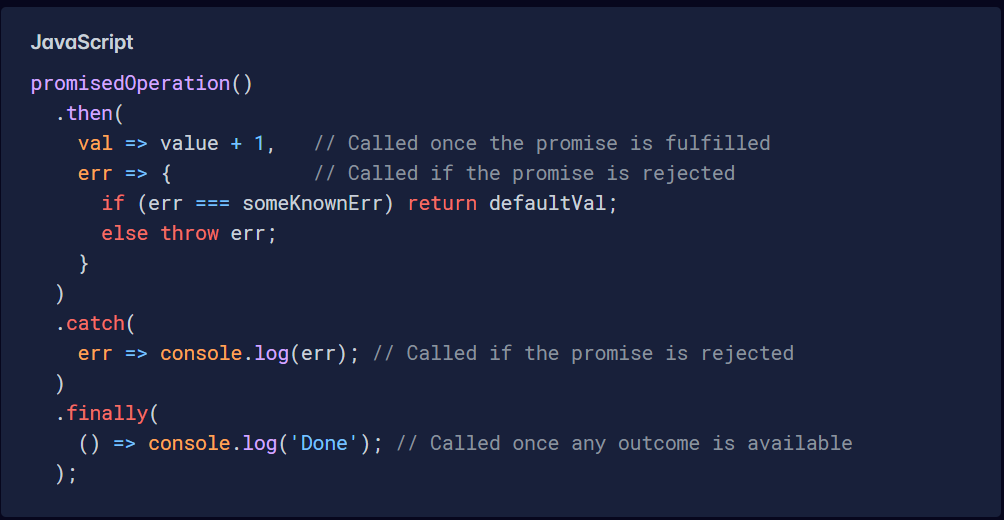 JavaScript
promisedOperation()
  .then(
    val => value + 1,   // Called once the promise is fulfilled
    err => {            // Called if the promise is rejected
      if (err === someKnownErr) return defaultVal;
      else throw err;
    }
  )
  .catch(
    err => console.log(err); // Called if the promise is rejected
  )
  .finally(
    () => console.log('Done'); // Called once any outcome is available
  );